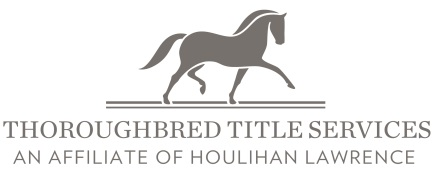 THOROUGHBRED TITLE SERVICES
AN AFFILIATE OF HOULIHAN LAWRENCE